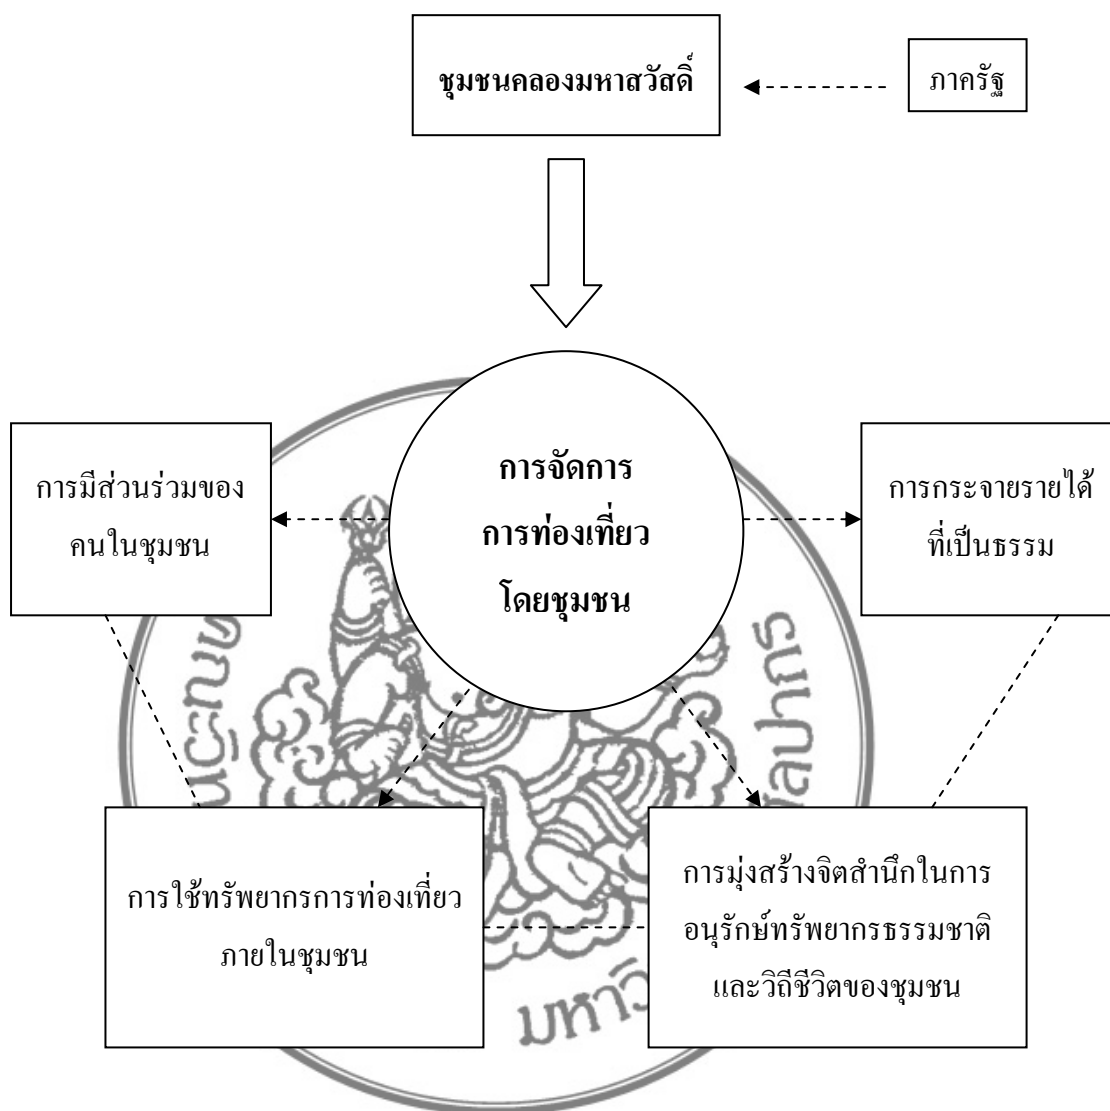 ชุมชนคลองมหาสวัสดิ์
ภาครัฐ
การจัดการ
การท่องเที่ยว
โดยชุมชน
การมีส่วนร่วมของ
คนในชุมชน
การกระจายรายได้
ที่เป็นธรรม
การใช้ทรัพยากรการท่องเที่ยว
ภายในชุมชน
การมุ่งสร้างจิตสำนึกในการ
อนุรักษ์ทรัพยากรธรรมชาติ
และวิถีชีวิตของชุมชน